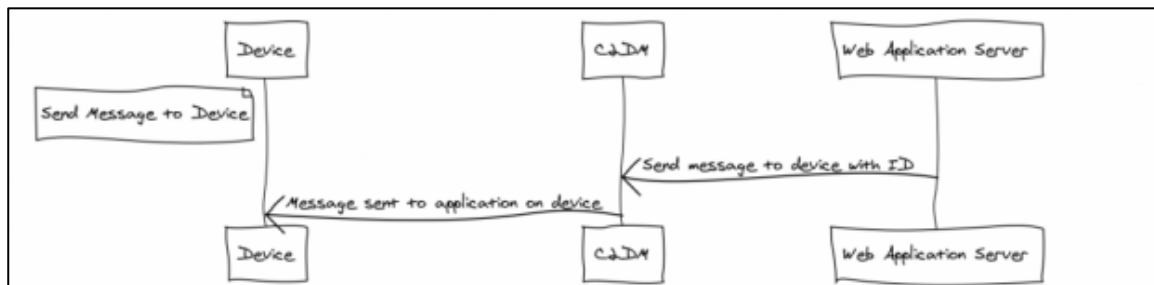 Device
C2DM
Web Application Server
Send Message to Device
Send message to device with ID
Message sent to application on device
Device
C2DM
Web Application Server